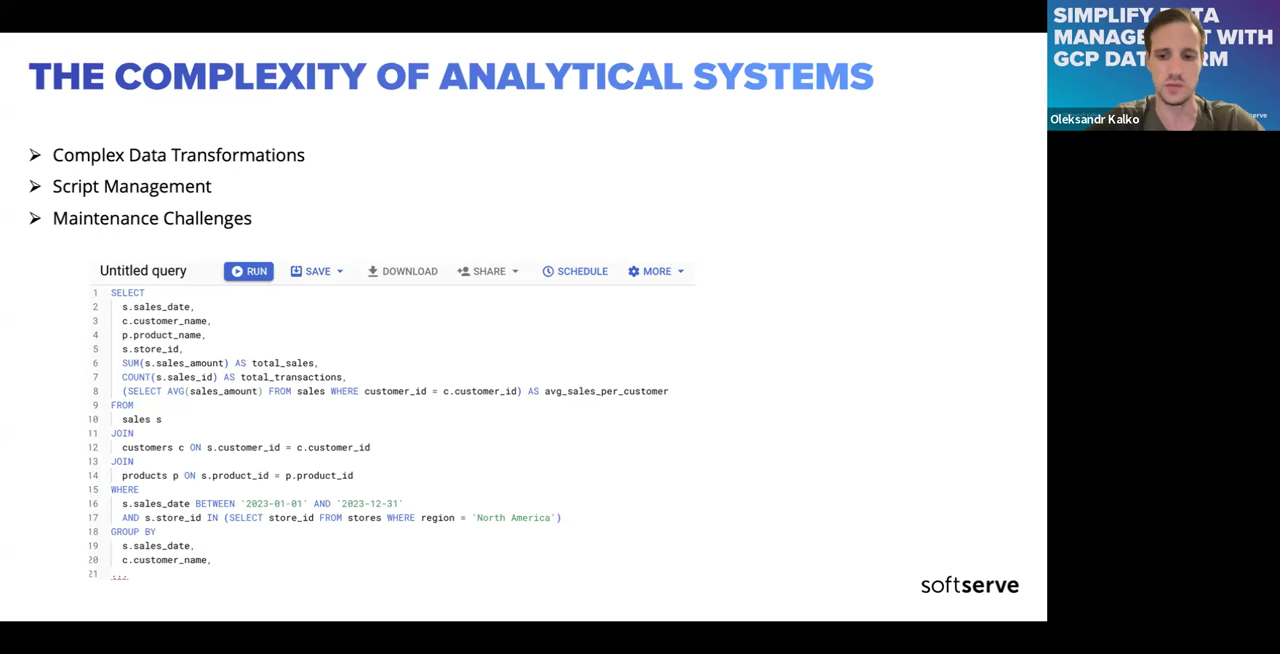 THE COMPLEXITY OF ANALYTICAL SYSTEMS
➢ Complex Data Transformations
➢ Script Management
➢ Maintenance Challenges
Untitled query RUN SAVE DOWNLOAD SHARE SCHEDULE MORE
1 SELECT
2 s.sales_date,
3 c.customer_name,
4 p.product_name,
5 s.store_id,
6 SUM(s.sales_amount) AS total_sales,
7 COUNT(s.sales_id) AS total_transactions,
8 (SELECT AVG(sales_amount) FROM sales WHERE customer_id = c.customer_id) AS avg_sales_per_customer
9 FROM
10 sales s
11 JOIN
12 customers c ON s.customer_id = c.customer_id
13 JOIN
14 products p ON s.product_id = p.product_id
15 WHERE
16 s.sales_date BETWEEN '2023-01-01' AND '2023-12-31'
17 AND s.store_id IN (SELECT store_id FROM stores WHERE region = 'North America')
18 GROUP BY
19 s.sales_date,
20 c.customer_name,
21 ...
softserve
SIMPLIFY
WITH
GCP
Oleksandr Kalko